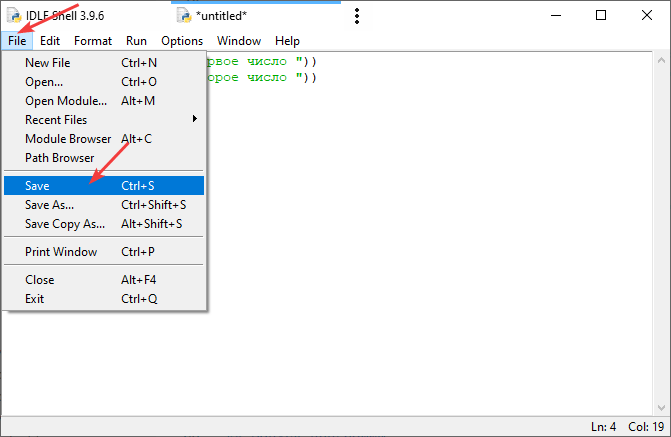 IDLE Shell 3.9.6 *untitled*
File Edit Format Run Options Window Help
рвое число "))
орое число "))
New File Ctrl+N
Open... Ctrl+O
Open Module... Alt+M
Recent Files
Module Browser Alt+C
Path Browser
Save Ctrl+S
Save As... Ctrl+Shift+S
Save Copy As... Alt+Shift+S
Print Window Ctrl+P
Close Alt+F4
Exit Ctrl+Q
Ln: 4 Col: 19